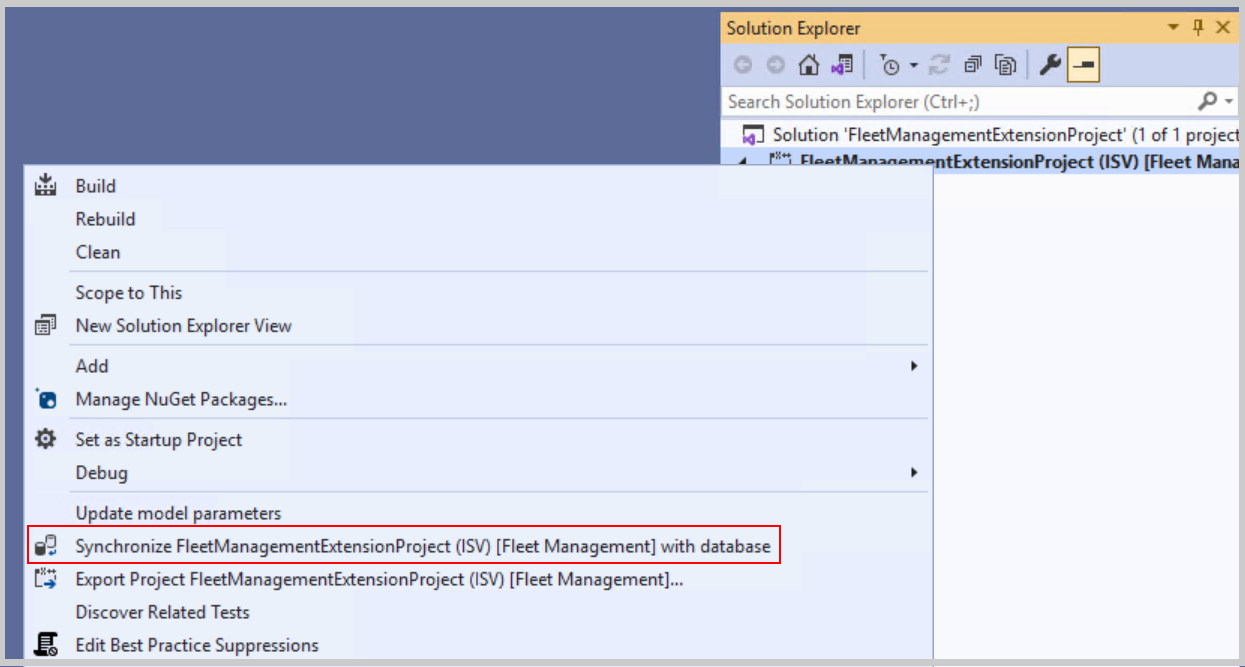 Solution Explorer
Search Solution Explorer (Ctrl+;)
Solution 'FleetManagementExtensionProject' (1 of 1 project
FleetManagementExtensionProject (ISV) [Fleet Mana
Build
Rebuild
Clean
Scope to This
New Solution Explorer View
Add
Manage NuGet Packages...
Set as Startup Project
Debug
Update model parameters
Synchronize FleetManagementExtensionProject (ISV) [Fleet Management] with database
Export Project FleetManagementExtensionProject (ISV) [Fleet Management]...
Discover Related Tests
Edit Best Practice Suppressions